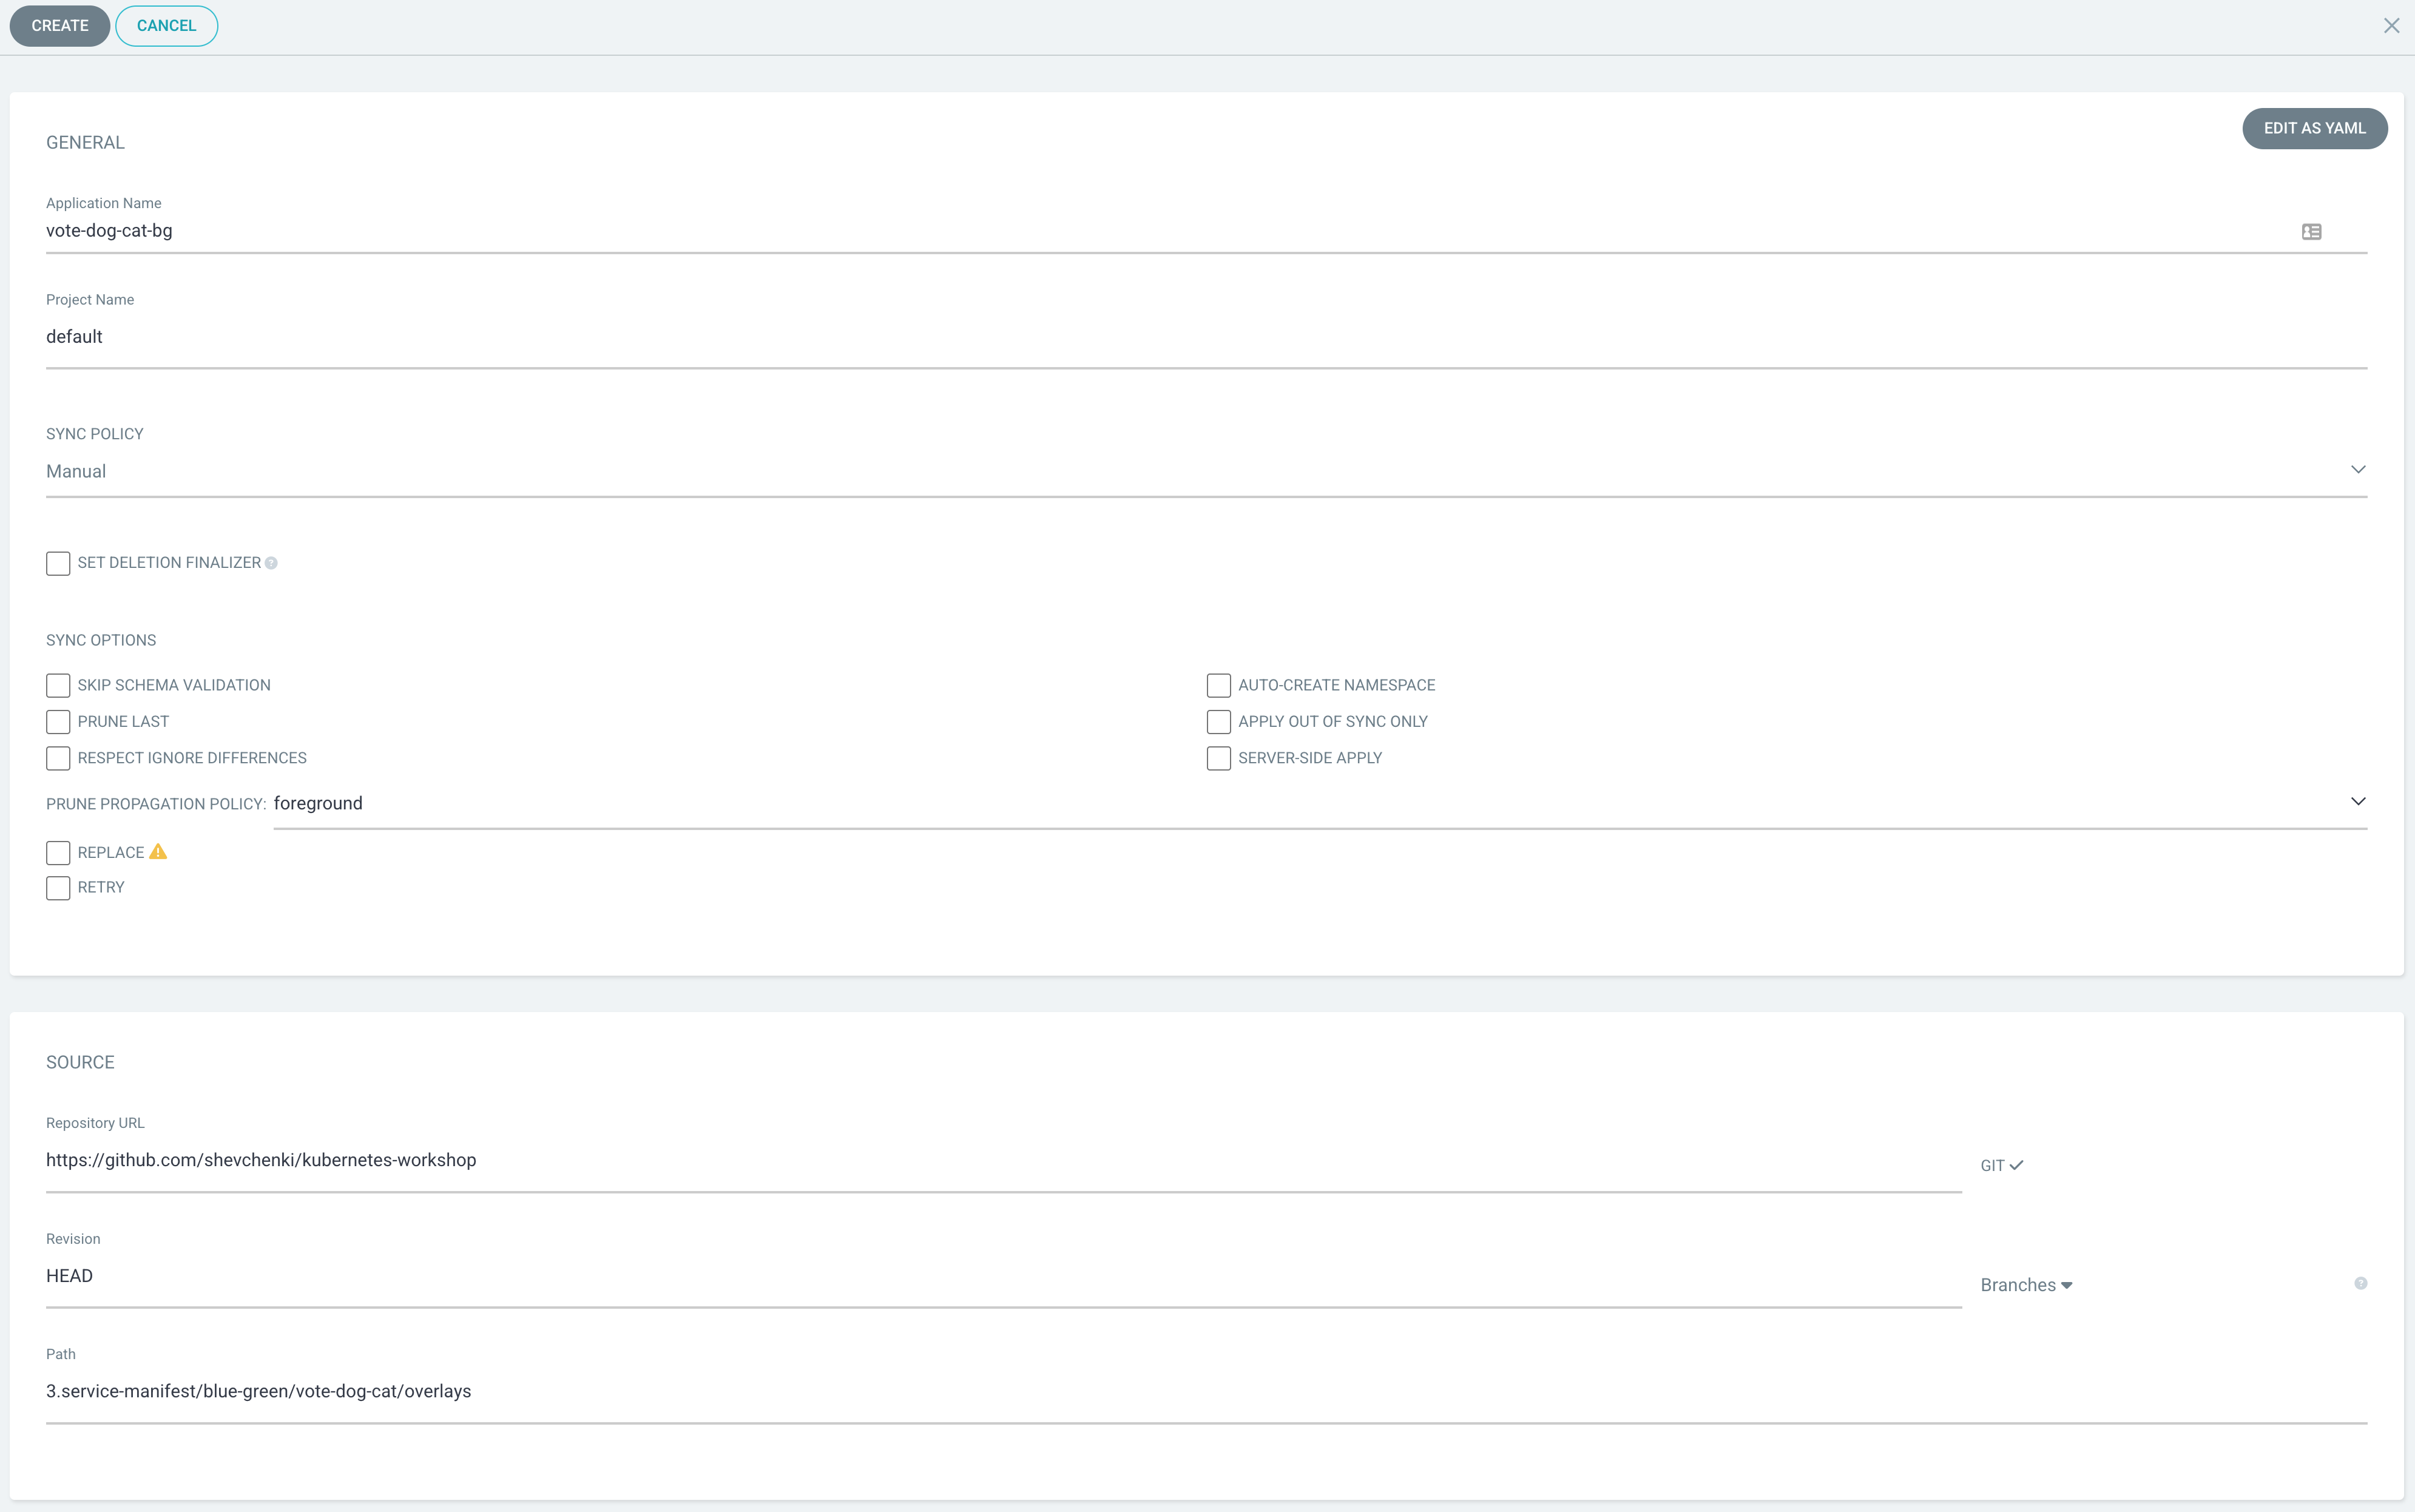 CREATE CANCEL
GENERAL
EDIT AS YAML
Application Name
vote-dog-cat-bg
Project Name
default
SYNC POLICY
Manual
SET DELETION FINALIZER ?
SYNC OPTIONS
SKIP SCHEMA VALIDATION AUTO-CREATE NAMESPACE
PRUNE LAST APPLY OUT OF SYNC ONLY
RESPECT IGNORE DIFFERENCES SERVER-SIDE APPLY
PRUNE PROPAGATION POLICY: foreground
REPLACE
RETRY
SOURCE
Repository URL
https://github.com/shevchenki/kubernetes-workshop
GIT
Revision
HEAD
Branches ?
Path
3.service-manifest/blue-green/vote-dog-cat/overlays